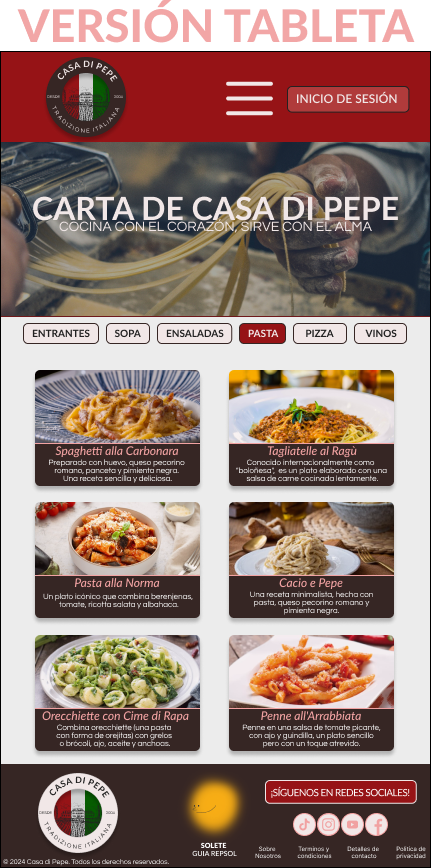 VERSIÓN TABLETA
CASA DI PEPE
DESDE 2024
TRADIZIONE ITALIANA
INICIO DE SESIÓN
CARTA DE CASA DI PEPE
COCINA CON EL CORAZÓN, SIRVE CON EL ALMA
ENTRANTES
SOPA
ENSALADAS
PASTA
PIZZA
VINOS
Spaghetti alla Carbonara
Preparado con huevo, queso pecorino
romano, panceta y pimienta negra.
Una receta sencilla y deliciosa.
Tagliatelle al Ragù
Conocido internacionalmente como
"boloñesa", es un plato elaborado con una
salsa de carne cocinada lentamente.
Pasta alla Norma
Un plato icónico que combina berenjenas,
tomate, ricotta salata y albahaca.
Cacio e Pepe
Una receta minimalista, hecha con
pasta, queso pecorino romano y
pimienta negra.
Orecchiette con Cime di Rapa
Combina orecchiette (una pasta
con forma de orejitas) con grelos
o brócoli, ajo, aceite y anchoas.
Penne all'Arrabbiata
Penne en una salsa de tomate picante,
con ajo y guindilla, un plato sencillo
pero con un toque atrevido.
CASA DI PEPE
DESDE 2024
TRADIZIONE ITALIANA
© 2024 Casa di Pepe. Todos los derechos reservados.
SOLETE
GUIA REPSOL
¡SÍGUENOS EN REDES SOCIALES!
Sobre
Nosotros
Terminos y
condiciones
Detalles de
contacto
Política de
privacidad